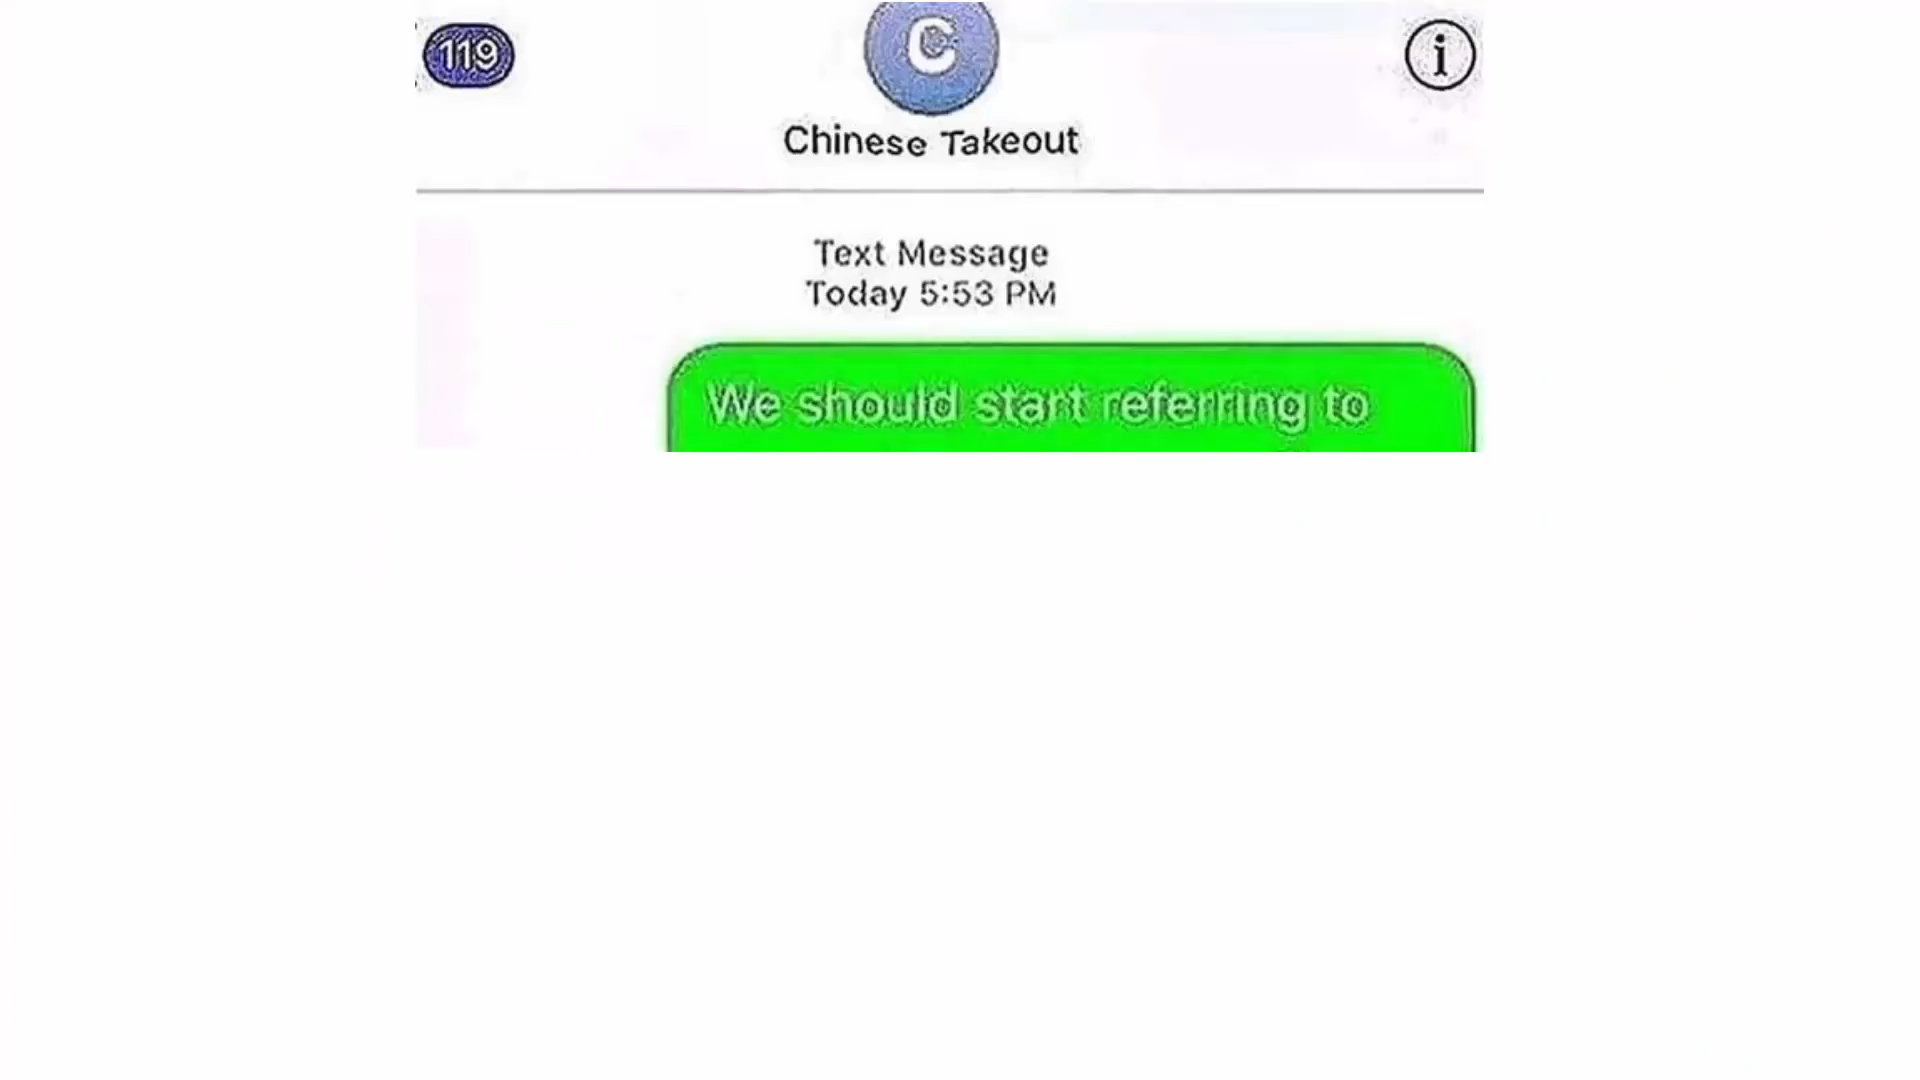 119
C
i
Chinese Takeout
Text Message
Today 5:53 PM
We should start referring to